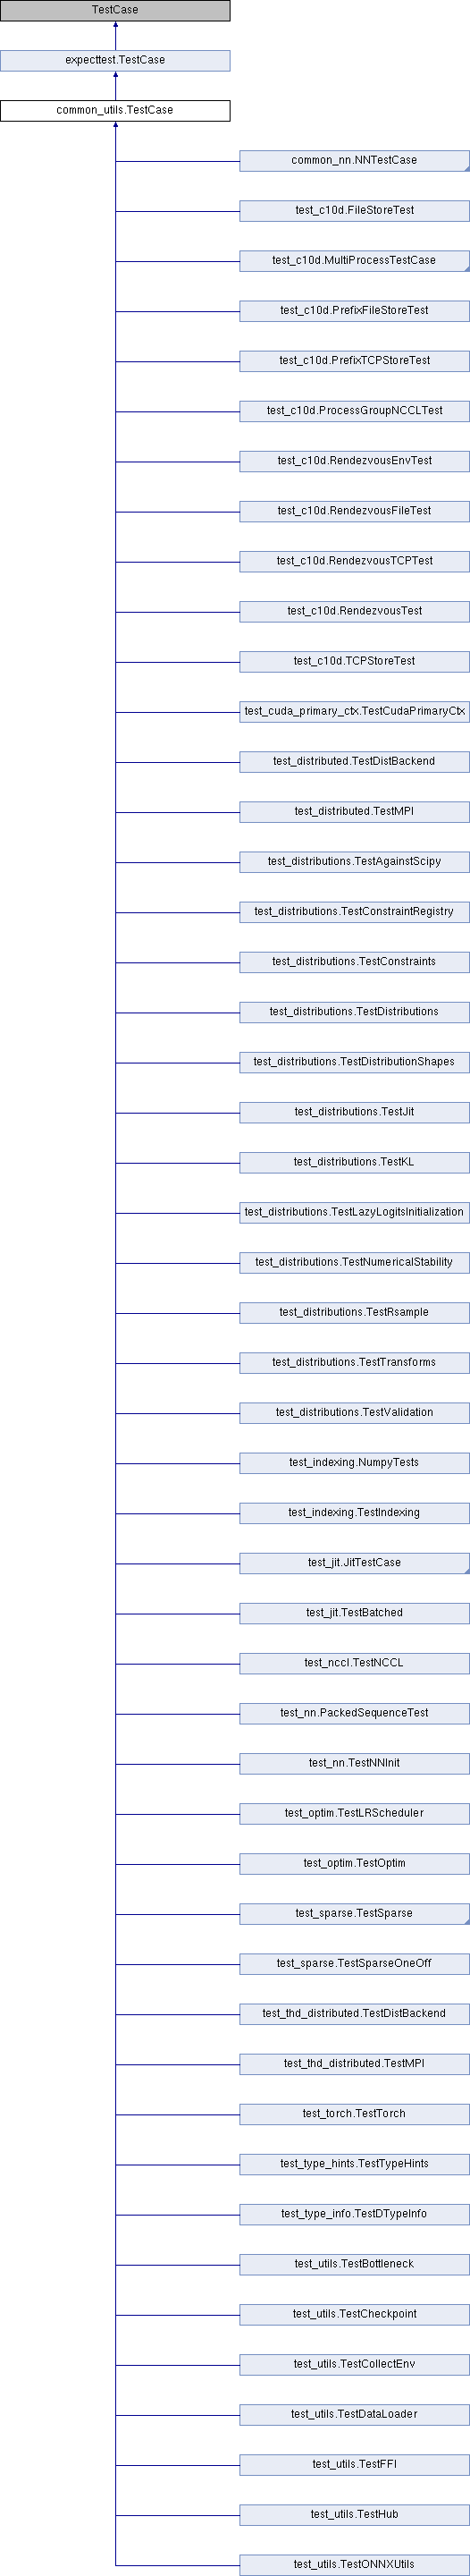 TestCase
expecttest.TestCase
common_utils.TestCase
common_nn.NNTestCase
test_c10d.FileStoreTest
test_c10d.MultiProcessTestCase
test_c10d.PrefixFileStoreTest
test_c10d.PrefixTCPStoreTest
test_c10d.ProcessGroupNCCLTest
test_c10d.RendezvousEnvTest
test_c10d.RendezvousFileTest
test_c10d.RendezvousTCPTest
test_c10d.RendezvousTest
test_c10d.TCPStoreTest
test_cuda_primary_ctx.TestCudaPrimaryCtx
test_distributed.TestDistBackend
test_distributed.TestMPI
test_distributions.TestAgainstScipy
test_distributions.TestConstraintRegistry
test_distributions.TestConstraints
test_distributions.TestDistributions
test_distributions.TestDistributionShapes
test_distributions.TestJit
test_distributions.TestKL
test_distributions.TestLazyLogitsInitialization
test_distributions.TestNumericalStability
test_distributions.TestRsample
test_distributions.TestTransforms
test_distributions.TestValidation
test_indexing.NumpyTests
test_indexing.TestIndexing
test_jit.JitTestCase
test_jit.TestBatched
test_nccl.TestNCCL
test_nn.PackedSequenceTest
test_nn.TestNNInit
test_optim.TestLRScheduler
test_optim.TestOptim
test_sparse.TestSparse
test_sparse.TestSparseOneOff
test_thd_distributed.TestDistBackend
test_thd_distributed.TestMPI
test_torch.TestTorch
test_type_hints.TestTypeHints
test_type_info.TestDTypeInfo
test_utils.TestBottleneck
test_utils.TestCheckpoint
test_utils.TestCollectEnv
test_utils.TestDataLoader
test_utils.TestFFI
test_utils.TestHub
test_utils.TestONNXUtils